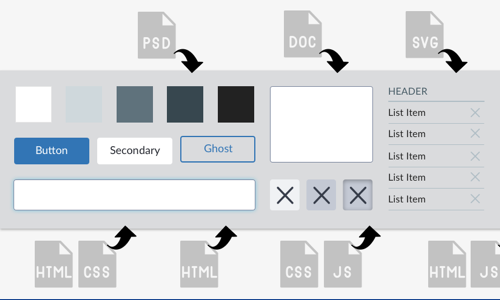 PSD
DOC
SVG
HEADER
List Item
List Item
List Item
List Item
List Item
Button
Secondary
Ghost
HTML
CSS
HTML
CSS
JS
HTML
JS